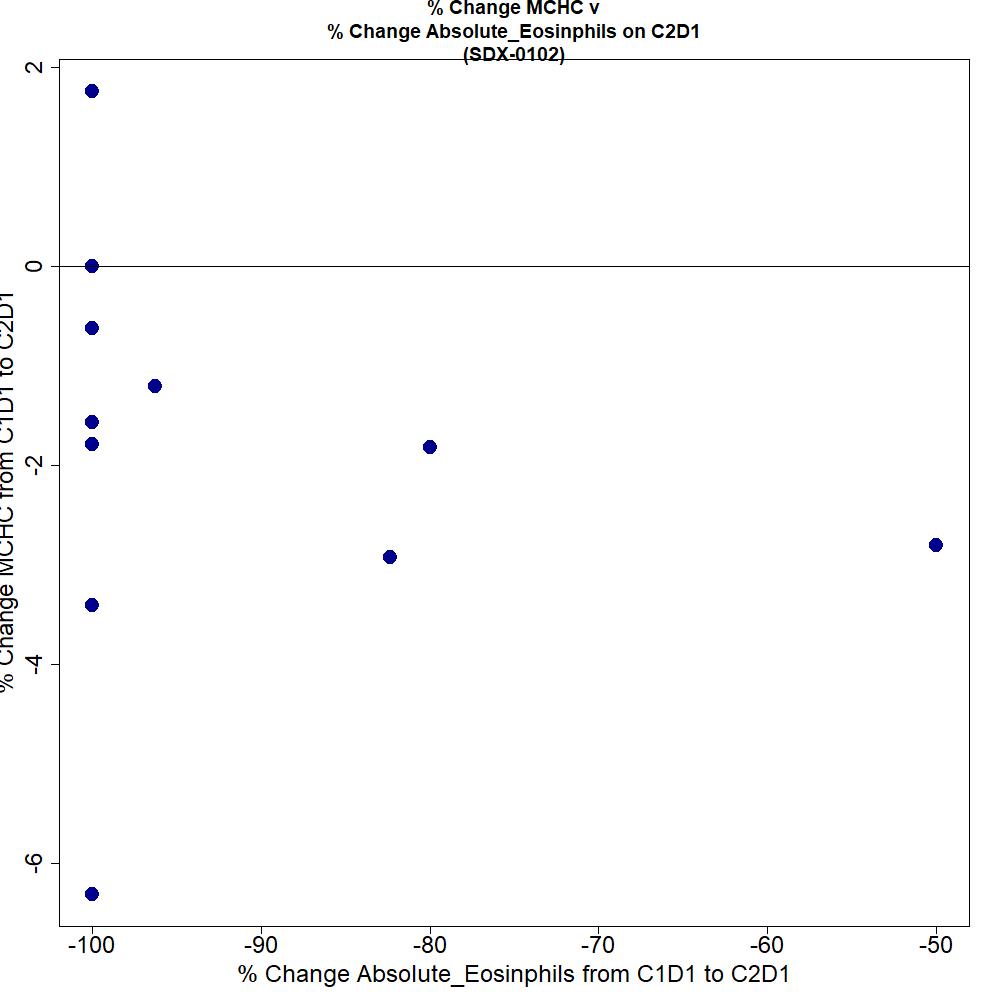 % Change MCHC v
% Change Absolute_Eosinphils on C2D1
(SDX-0102)
% Change MCHC from C1D1 to C2D1
2
0
-2
-4
-6
-100
-90
-80
-70
-60
-50
% Change Absolute_Eosinphils from C1D1 to C2D1